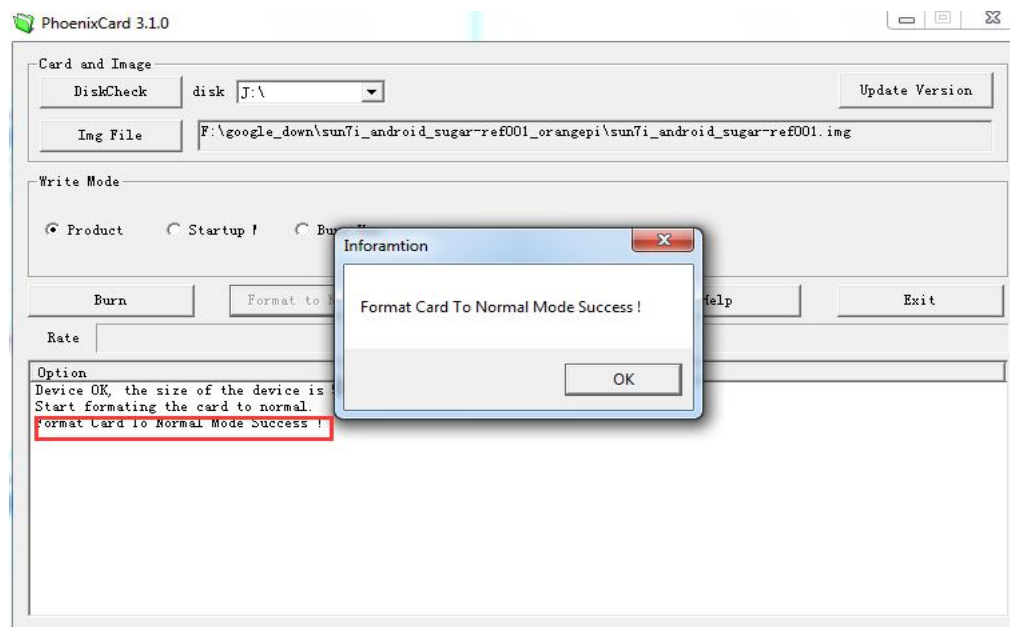 PhoenixCard 3.1.0
Card and Image
DiskCheck disk J:\ Update Version
Img File F:\google_down\sun7i_android_sugar-ref001_orangepi\sun7i_android_sugar-ref001.img
Write Mode
Product Startup !
Inforamtion
Format Card To Normal Mode Success !
OK
Burn Format to Help Exit
Rate
Option
Device OK, the size of the device is
Start formating the card to normal.
Format Card To Normal Mode Success !